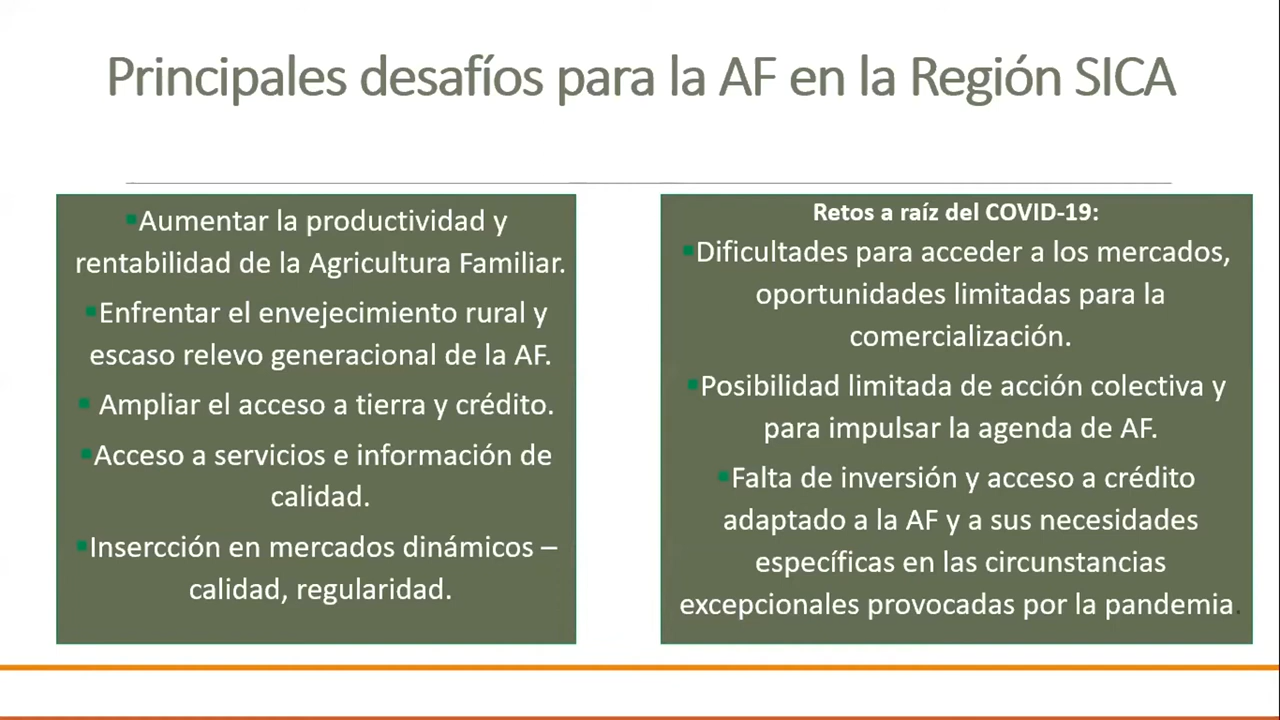 Principales desafíos para la AF en la Región SICA
▪Aumentar la productividad y
rentabilidad de la Agricultura Familiar.
▪Enfrentar el envejecimiento rural y
escaso relevo generacional de la AF.
▪ Ampliar el acceso a tierra y crédito.
▪Acceso a servicios e información de
calidad.
▪Insercción en mercados dinámicos –
calidad, regularidad.
Retos a raíz del COVID-19:
▪Dificultades para acceder a los mercados,
oportunidades limitadas para la
comercialización.
▪Posibilidad limitada de acción colectiva y
para impulsar la agenda de AF.
▪Falta de inversión y acceso a crédito
adaptado a la AF y a sus necesidades
específicas en las circunstancias
excepcionales provocadas por la pandemia.